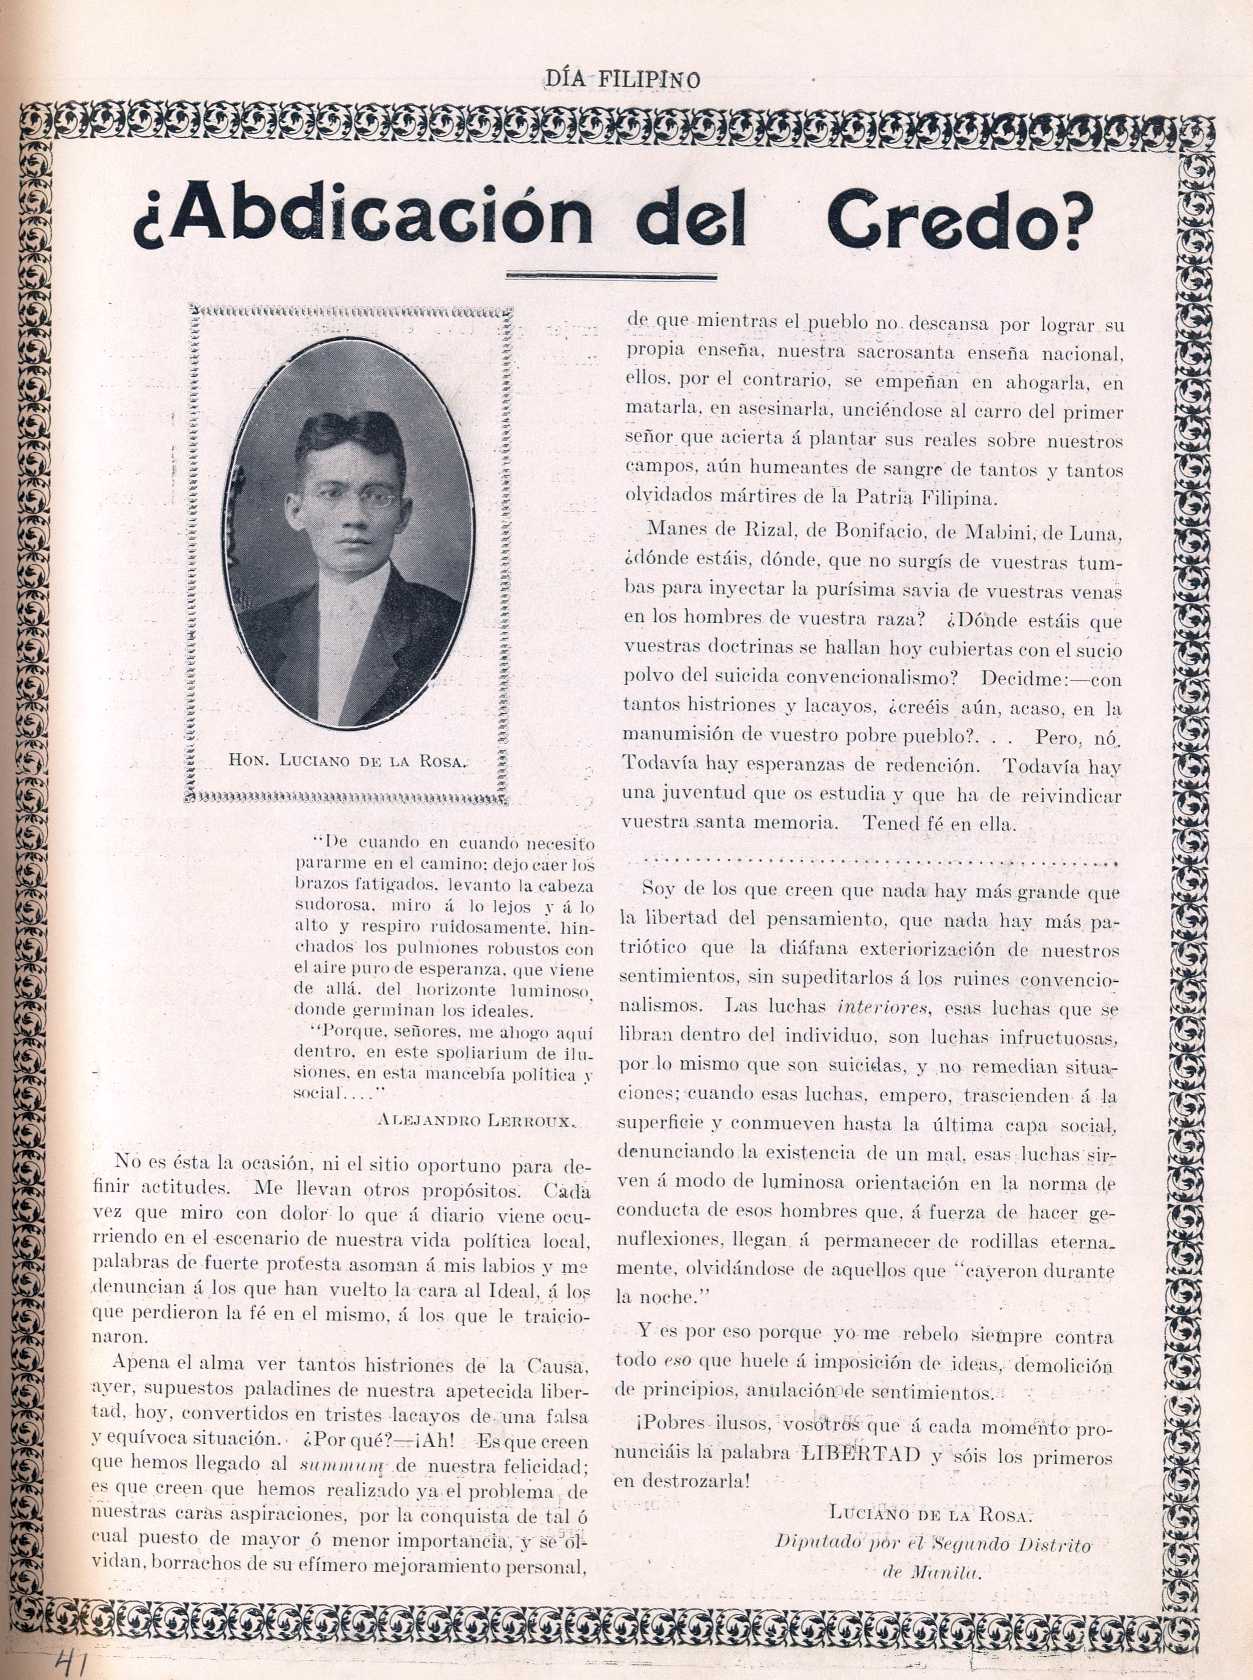 DÍA FILIPINO
¿Abdicación del Credo?
HON. LUCIANO DE LA ROSA.
"De cuando en cuando necesito
pararme en el camino; dejo caer los
brazos fatigados, levanto la cabeza
sudorosa, miro á lo lejos y á lo
alto y respiro ruidosamente, hin-
chados los pulmones robustos con
el aire puro de esperanza, que viene
de allá, del horizonte luminoso,
donde germinan los ideales.
"Porque, señores, me ahogo aquí
dentro, en este spoliarium de ilu-
siones, en esta mancebía política y
social...."
ALEJANDRO LERROUX.
No es ésta la ocasión, ni el sitio oportuno para de-
finir actitudes. Me llevan otros propósitos. Cada
vez que miro con dolor lo que á diario viene ocu-
rriendo en el escenario de nuestra vida política local,
palabras de fuerte protesta asoman á mis labios y me
denuncian á los que han vuelto la cara al Ideal, á los
que perdieron la fé en el mismo, á los que le traicio-
naron.
Apena el alma ver tantos histriones de la Causa,
ayer, supuestos paladines de nuestra apetecida liber-
tad, hoy, convertidos en tristes lacayos de una falsa
y equívoca situación. ¿Por qué?—¡Ah! Es que creen
que hemos llegado al summum de nuestra felicidad;
es que creen que hemos realizado ya el problema de
nuestras caras aspiraciones, por la conquista de tal ó
cual puesto de mayor ó menor importancia, y se ol-
vidan, borrachos de su efímero mejoramiento personal,
de que mientras el pueblo no descansa por lograr su
propia enseña, nuestra sacrosanta enseña nacional,
ellos, por el contrario, se empeñan en ahogarla, en
matarla, en asesinarla, unciéndose al carro del primer
señor que acierta á plantar sus reales sobre nuestros
campos, aún humeantes de sangre de tantos y tantos
olvidados mártires de la Patria Filipina.
Manes de Rizal, de Bonifacio, de Mabini, de Luna,
¿dónde estáis, dónde, que no surgís de vuestras tum-
bas para inyectar la purísima savia de vuestras venas
en los hombres de vuestra raza? ¿Dónde estáis que
vuestras doctrinas se hallan hoy cubiertas con el sucio
polvo del suicida convencionalismo? Decidme:—con
tantos histriones y lacayos, ¿creéis aún, acaso, en la
manumisión de vuestro pobre pueblo?. . . Pero, nó.
Todavía hay esperanzas de redención. Todavía hay
una juventud que os estudia y que ha de reivindicar
vuestra santa memoria. Tened fé en ella.
Soy de los que creen que nada hay más grande que
la libertad del pensamiento, que nada hay más pa-
triótico que la diáfana exteriorización de nuestros
sentimientos, sin supeditarlos á los ruines convencio-
nalismos. Las luchas interiores, esas luchas que se
libran dentro del individuo, son luchas infructuosas,
por lo mismo que son suicidas, y no remedian situa-
ciones; cuando esas luchas, empero, trascienden á la
superficie y conmueven hasta la última capa social,
denunciando la existencia de un mal, esas luchas sir-
ven á modo de luminosa orientación en la norma de
conducta de esos hombres que, á fuerza de hacer ge-
nuflexiones, llegan á permanecer de rodillas eterna-
mente, olvidándose de aquellos que "cayeron durante
la noche."
Y es por eso porque yo me rebelo siempre contra
todo eso que huele á imposición de ideas, demolición
de principios, anulación de sentimientos.
¡Pobres ilusos, vosotros que á cada momento pro-
nunciáis la palabra LIBERTAD y sóis los primeros
en destrozarla!
LUCIANO DE LA ROSA.
Diputado por el Segundo Distrito
de Manila.
41